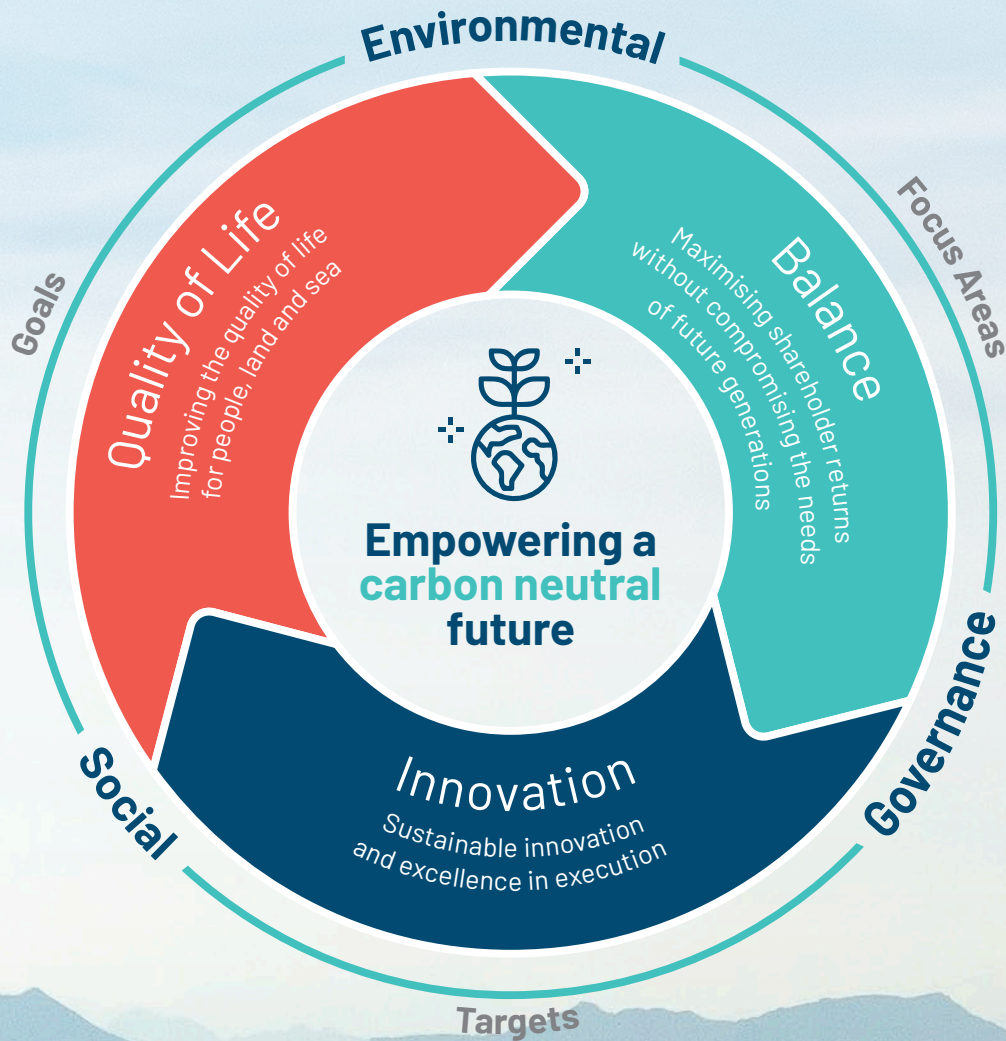 Environmental
Focus Areas
Governance
Targets
Social
Goals
Quality of Life
Improving the quality of life
for people, land and sea
Balance
Maximising shareholder returns
without compromising the needs
of future generations
Innovation
Sustainable innovation
and excellence in execution
Empowering a
carbon neutral
future